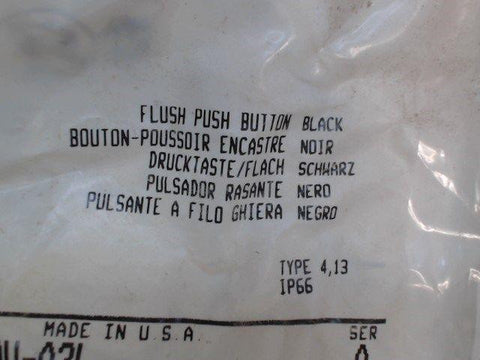 FLUSH PUSH BUTTON BLACK
BOUTON-POUSSOIR ENCASTRE NOIR
DRUCKTASTE/FLACH SCHWARZ
PULSADOR RASANTE NERO
PULSANTE A FILO GHIERA NEGRO
TYPE 4,13
IP66
MADE IN U.S.A. SER
A